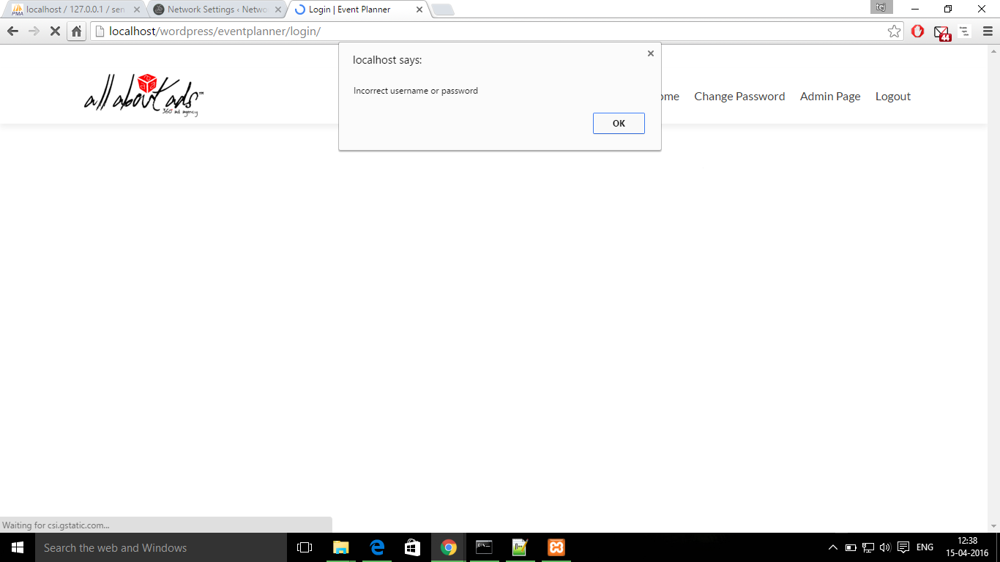 localhost / 127.0.0.1 / sen
Network Settings ‹ Netwo
Login | Event Planner
tej
localhost/wordpress/eventplanner/login/
44
localhost says:
Incorrect username or password
OK
all about ads™
360 ad agency
ome
Change Password
Admin Page
Logout
Waiting for csi.gstatic.com...
Search the web and Windows
ENG
12:38
15-04-2016